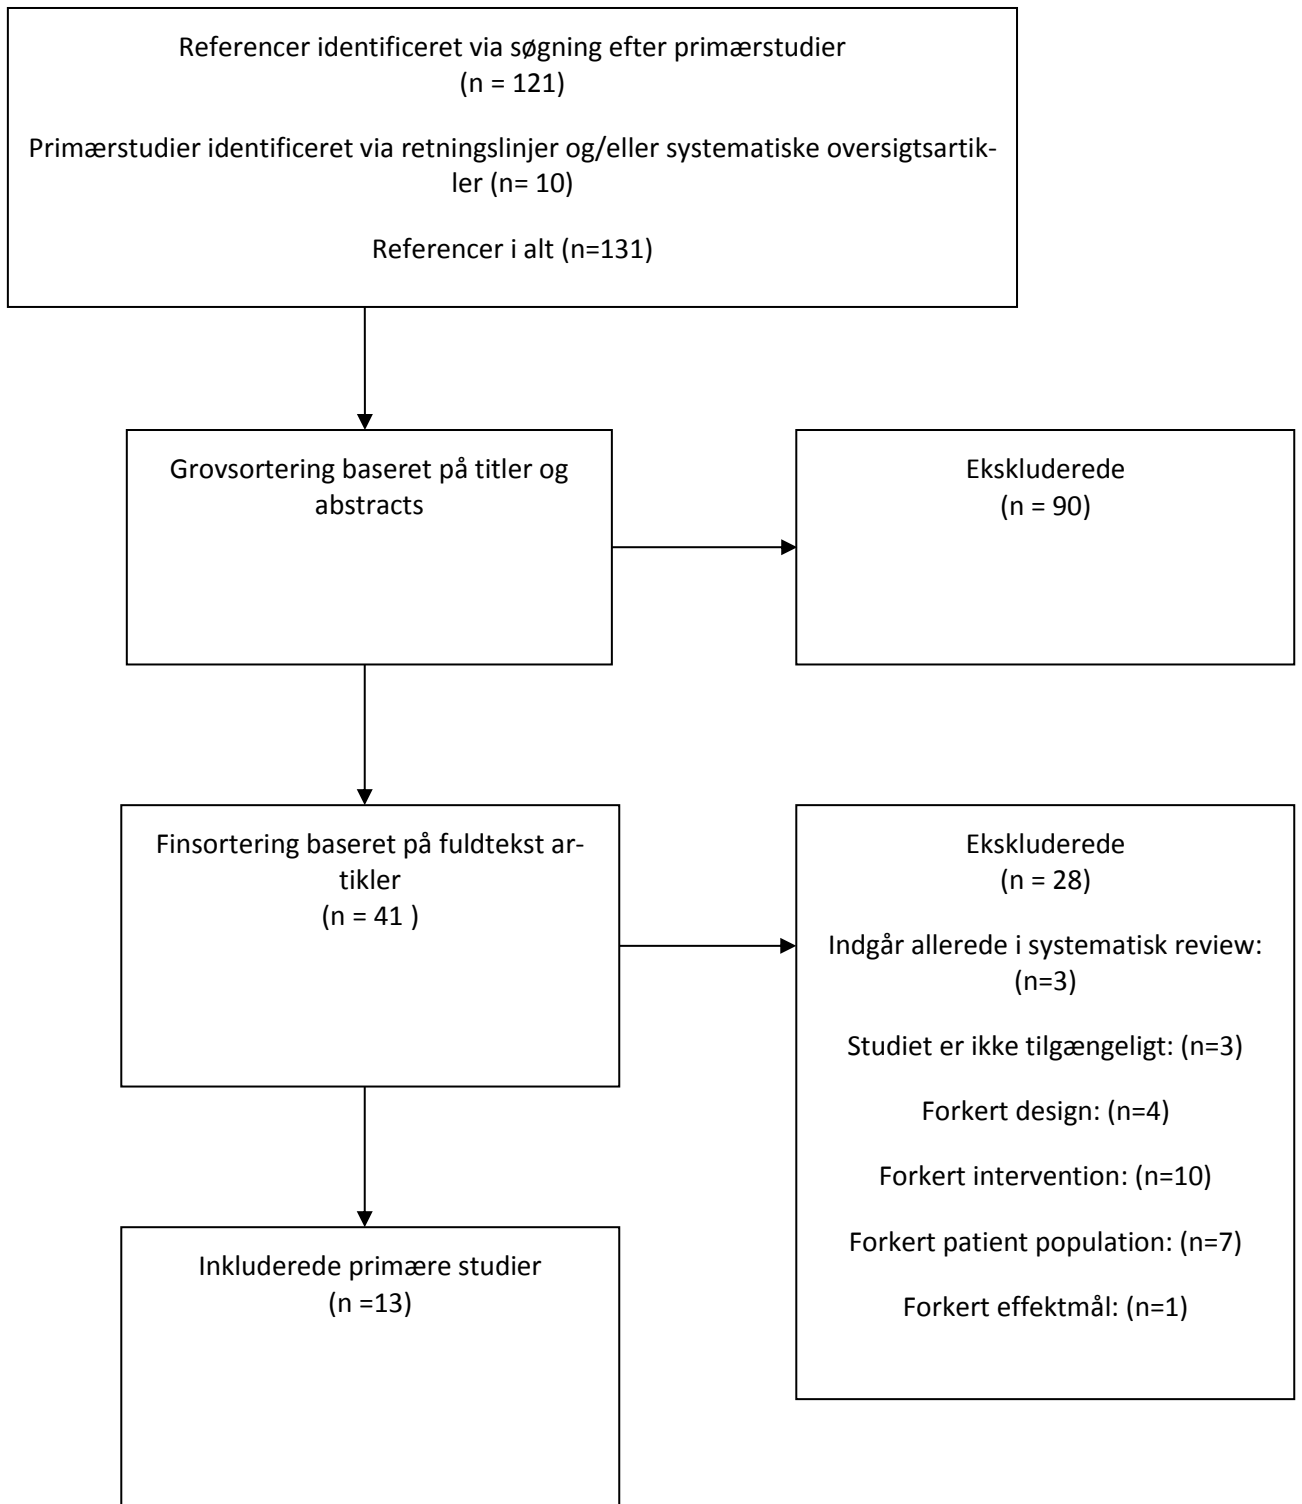 Referencer identificeret via søgning efter primærstudier
(n = 121)
Primærstudier identificeret via retningslinjer og/eller systematiske oversigtsartik-
ler (n= 10)
Referencer i alt (n=131)
Grovsortering baseret på titler og
abstracts
Ekskluderede
(n = 90)
Finsortering baseret på fuldtekst ar-
tikler
(n = 41 )
Ekskluderede
(n = 28)
Indgår allerede i systematisk review:
(n=3)
Studiet er ikke tilgængeligt: (n=3)
Forkert design: (n=4)
Forkert intervention: (n=10)
Forkert patient population: (n=7)
Forkert effektmål: (n=1)
Inkluderede primære studier
(n =13)